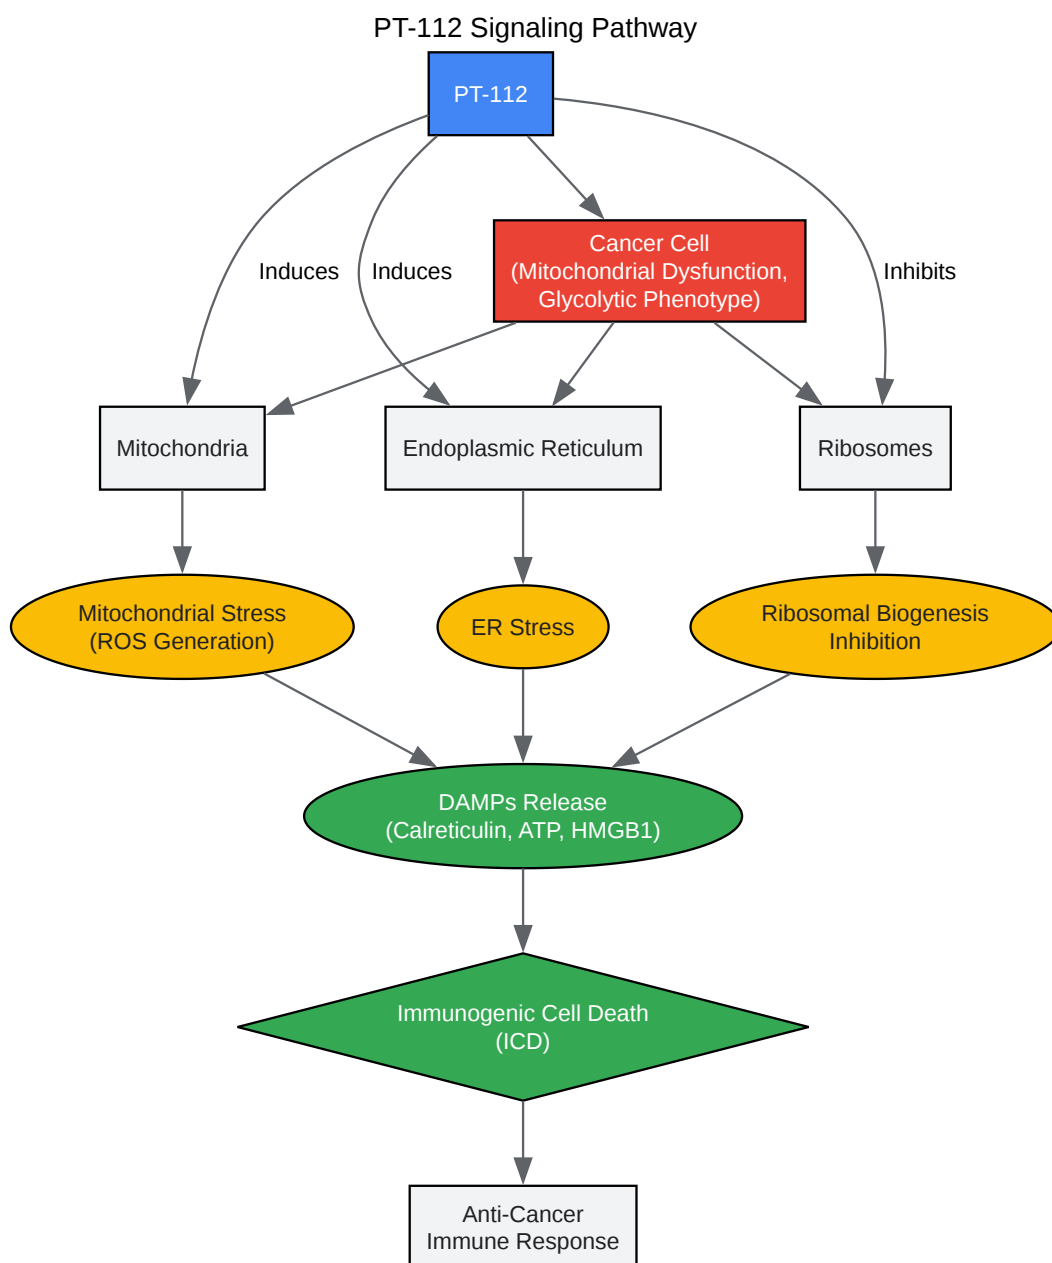 PT-112 Signaling Pathway
PT-112
Cancer Cell
(Mitochondrial Dysfunction,
Glycolytic Phenotype)
Induces
Induces
Inhibits
Mitochondria
Endoplasmic Reticulum
Ribosomes
Mitochondrial Stress
(ROS Generation)
ER Stress
Ribosomal Biogenesis
Inhibition
DAMPs Release
(Calreticulin, ATP, HMGB1)
Immunogenic Cell Death
(ICD)
Anti-Cancer
Immune Response